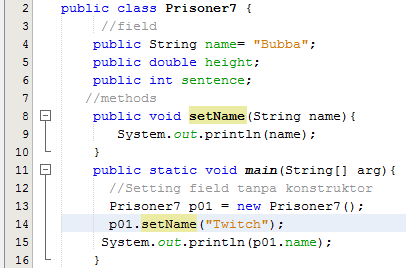 2 public class Prisoner7 {
3 //field
4 public String name= "Bubba";
5 public double height;
6 public int sentence;
7 //methods
8 public void setName(String name){
9 System.out.println(name);
10 }
11 public static void main(String[] arg){
12 //Setting field tanpa konstruktor
13 Prisoner7 p01 = new Prisoner7();
14 p01.setName("Twitch");
15 System.out.println(p01.name);
16 }